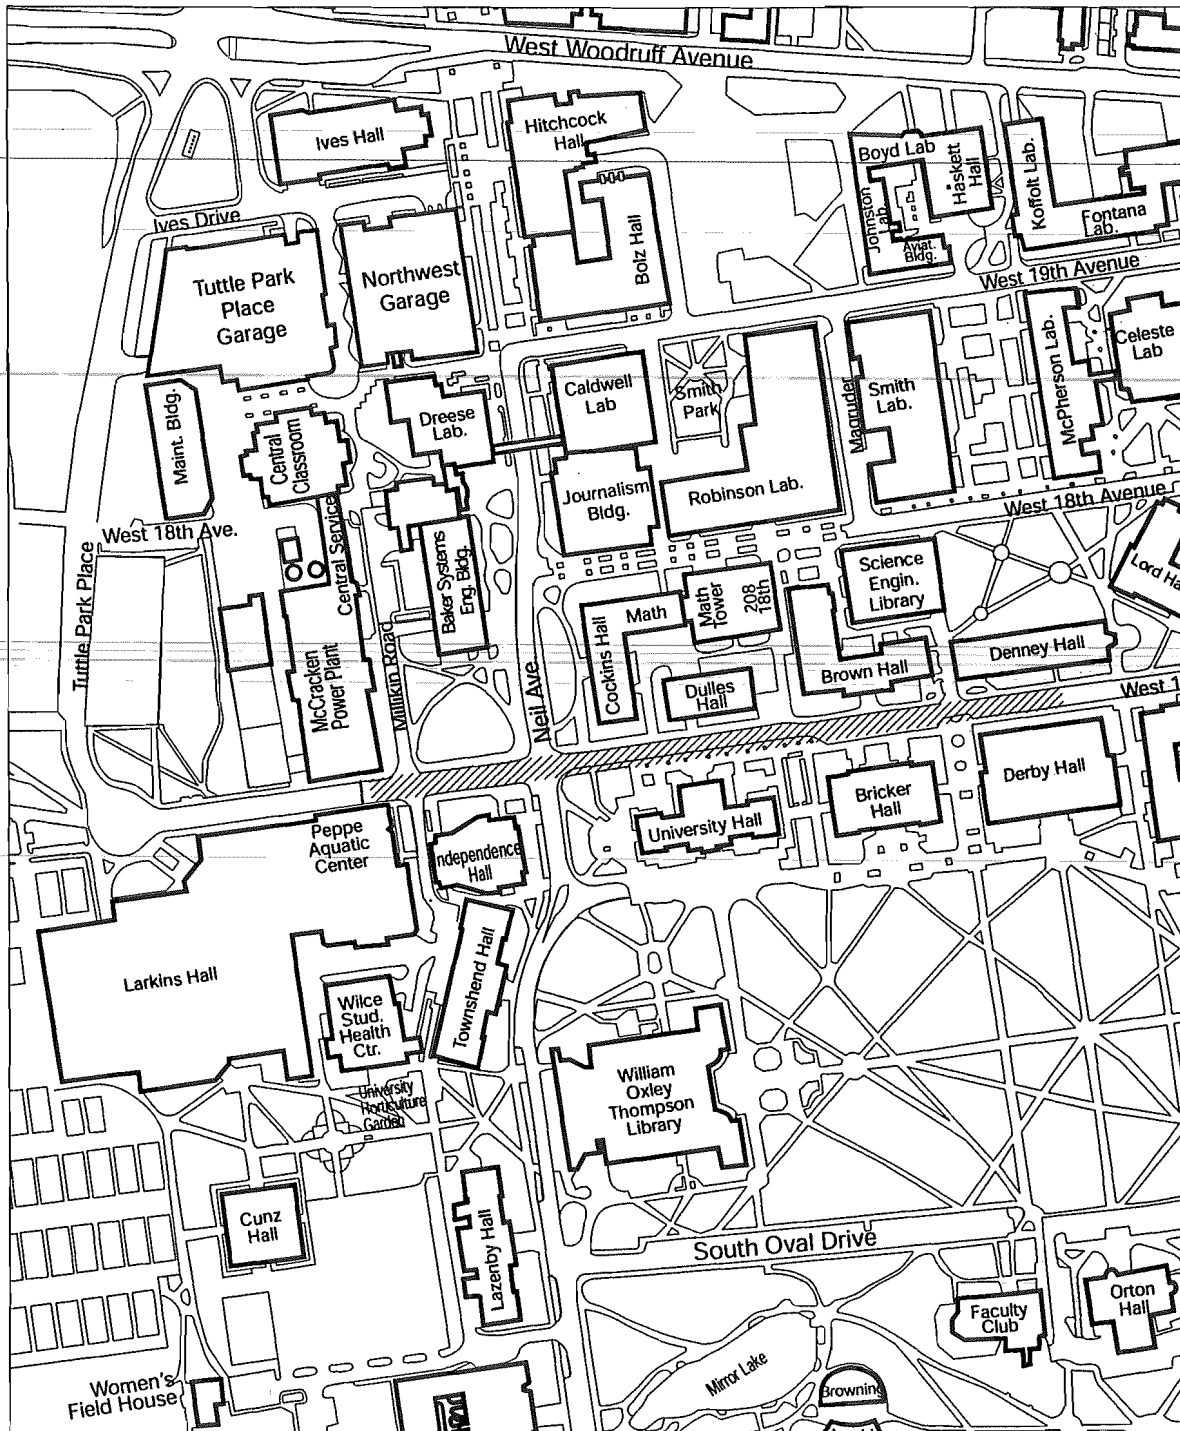 West Woodruff Avenue
Ives Hall
Hitchcock
Hall
Boyd Lab
Haskett
Hall
Koffolt Lab.
Johnston
Lab.
Fontana
Lab.
Aviat.
Bldg.
Ives Drive
Bolz Hall
West 19th Avenue
Tuttle Park
Place
Garage
Northwest
Garage
McPherson Lab.
Celeste
Lab
Caldwell
Lab
Smith
Park
Magruder
Smith
Lab.
Maint. Bldg.
Central
Classroom
Dreese
Lab.
Journalism
Bldg.
Robinson Lab.
West 18th Avenue
West 18th Ave.
Central Service
Baker Systems
Eng. Bldg.
Science
Engin.
Library
Lord Ha
Math
Math
Tower
208
18th
Cockins Hall
Tuttle Park Place
McCracken
Power Plant
Millikin Road
Neil Ave.
Dulles
Hall
Brown Hall
Denney Hall
West 1
Derby Hall
Bricker
Hall
University Hall
Peppe
Aquatic
Center
ndependence
Hall
Larkins Hall
Townshend Hall
Wilce
Stud.
Health
Ctr.
University
Horticulture
Garden
William
Oxley
Thompson
Library
Cunz
Hall
Lazenby Hall
South Oval Drive
Faculty
Club
Orton
Hall
Mirror Lake
Browning
Women's
Field House